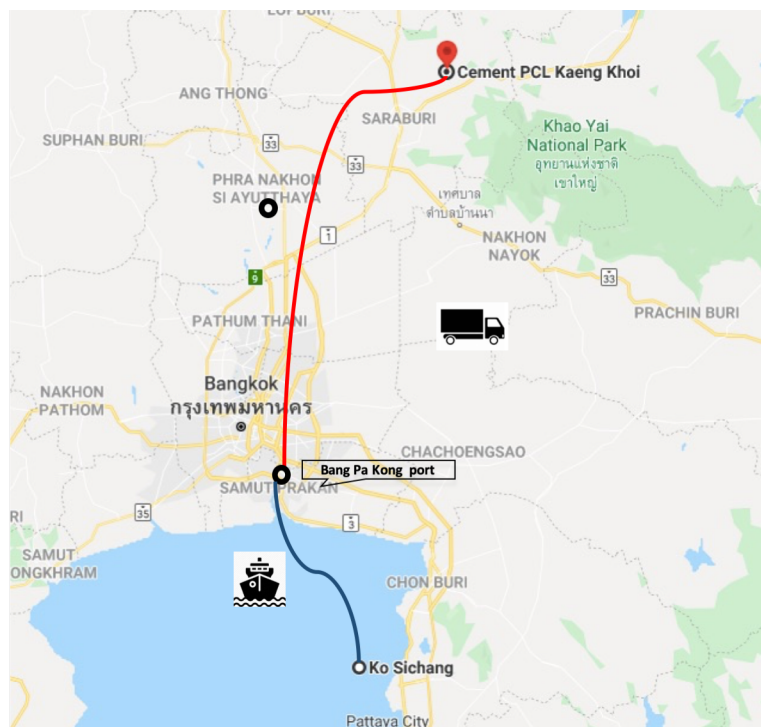 LOP BURI
Cement PCL Kaeng Khoi
ANG THONG
SARABURI
SUPHAN BURI
33
33
Khao Yai
National Park
อุทยานแห่งชาติ
เขาใหญ่
PHRA NAKHON
SI AYUTTHAYA
เทศบาล
ตำบลบ้านนา
1
NAKHON
NAYOK
9
33
PRACHIN BURI
PATHUM THANI
Bangkok
กรุงเทพมหานคร
NAKHON
PATHOM
CHACHOENGSAO
Bang Pa Kong port
SAMUT PRAKAN
35
3
RI
SAMUT
ONGKHRAM
CHON BURI
Ko Sichang
Pattaya City